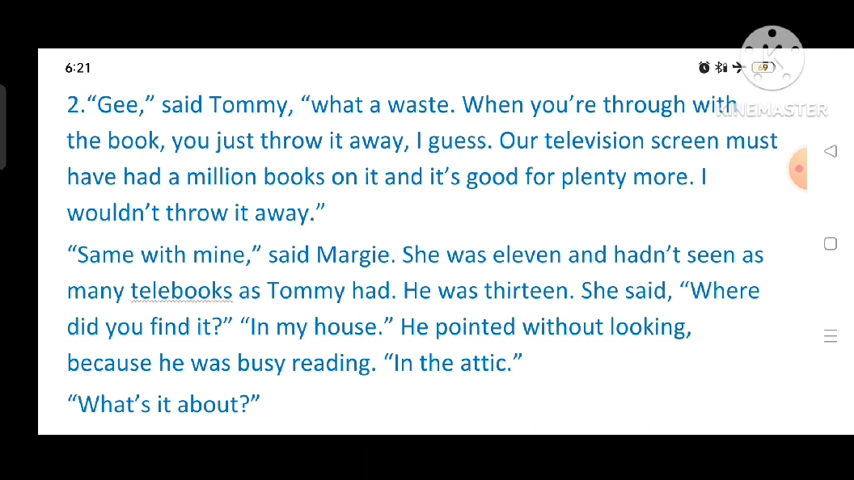 6:21
69
KINEMASTER
2.“Gee,” said Tommy, “what a waste. When you’re through with
the book, you just throw it away, I guess. Our television screen must
have had a million books on it and it’s good for plenty more. I
wouldn’t throw it away.”
“Same with mine,” said Margie. She was eleven and hadn’t seen as
many telebooks as Tommy had. He was thirteen. She said, “Where
did you find it?” “In my house.” He pointed without looking,
because he was busy reading. “In the attic.”
“What’s it about?”